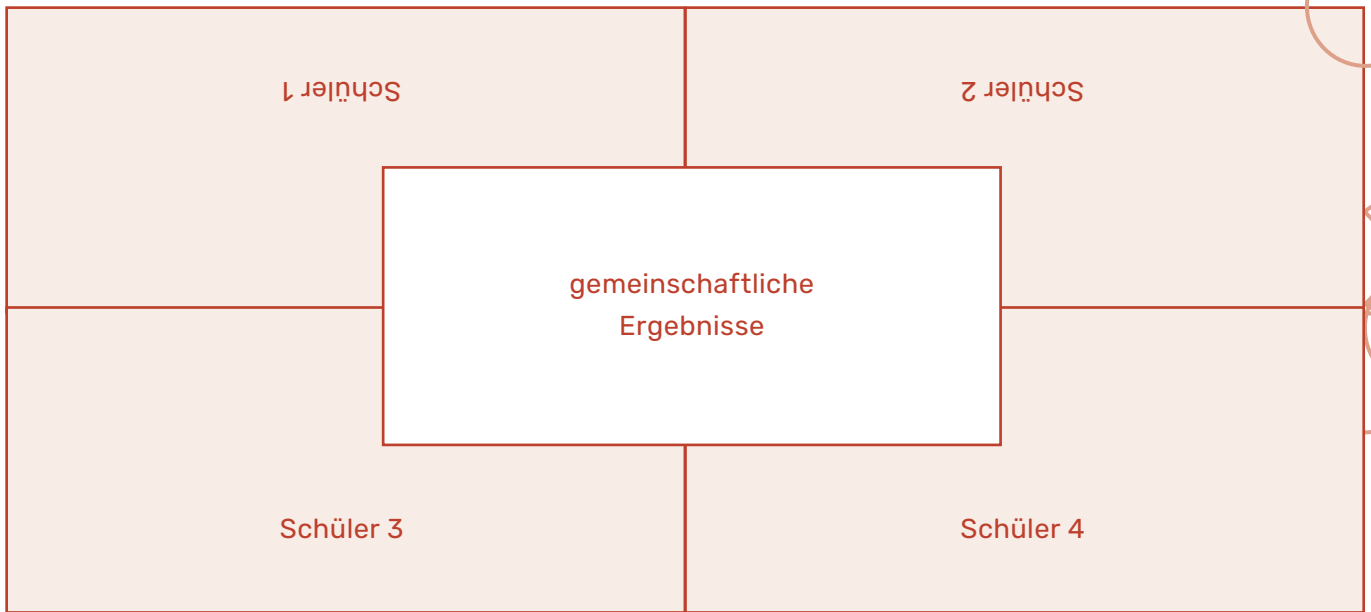 Schüler 1
Schüler 2
gemeinschaftliche
Ergebnisse
Schüler 3
Schüler 4